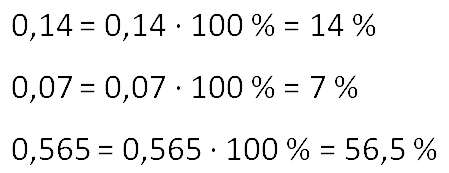 0,14 = 0,14 · 100 % = 14 %
0,07 = 0,07 · 100 % = 7 %
0,565 = 0,565 · 100 % = 56,5 %